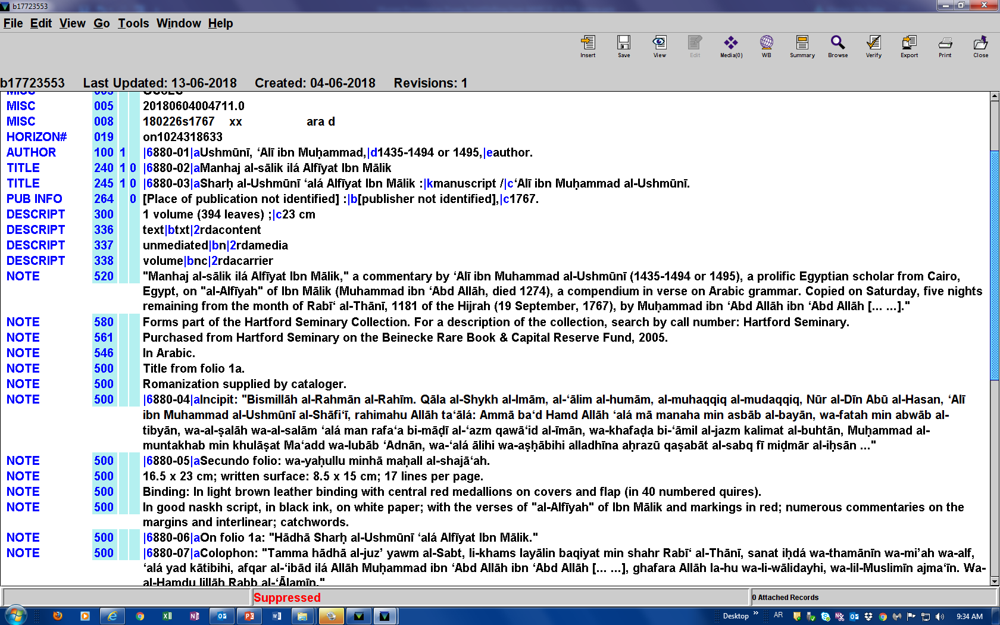 b17723553
File Edit View Go Tools Window Help
Insert Save View Edit Media(0) WB Summary Browse Verify Export Print Close
b17723553 Last Updated: 13-06-2018 Created: 04-06-2018 Revisions: 1
MISC 003 OCoLC
MISC 005 20180604004711.0
MISC 008 180226s1767 xx ara d
HORIZON# 019 on1024318633
AUTHOR 100 1 |6880-01|aUshmūnī, ʻAlī ibn Muḥammad,|d1435-1494 or 1495,|eauthor.
TITLE 240 1 0 |6880-02|aManhaj al-sālik ilá Alfīyat Ibn Mālik
TITLE 245 1 0 |6880-03|aSharḥ al-Ushmūnī ʻalá Alfīyat Ibn Mālik :|kmanuscript /|cʻAlī ibn Muḥammad al-Ushmūnī.
PUB INFO 264 0 [Place of publication not identified] :|b[publisher not identified],|c1767.
DESCRIPT 300 1 volume (394 leaves) ;|c23 cm
DESCRIPT 336 text|btxt|2rdacontent
DESCRIPT 337 unmediated|bn|2rdamedia
DESCRIPT 338 volume|bnc|2rdacarrier
NOTE 520 "Manhaj al-sālik ilá Alfīyat Ibn Mālik," a commentary by ʻAlī ibn Muhammad al-Ushmūnī (1435-1494 or 1495), a prolific Egyptian scholar from Cairo,
Egypt, on "al-Alfīyah" of Ibn Mālik (Muhammad ibn ʻAbd Allāh, died 1274), a compendium in verse on Arabic grammar. Copied on Saturday, five nights
remaining from the month of Rabīʻ al-Thānī, 1181 of the Hijrah (19 September, 1767), by Muḥammad ibn ʻAbd Allāh ibn ʻAbd Allāh [... ...]."
NOTE 580 Forms part of the Hartford Seminary Collection. For a description of the collection, search by call number: Hartford Seminary.
NOTE 561 Purchased from Hartford Seminary on the Beinecke Rare Book & Capital Reserve Fund, 2005.
NOTE 546 In Arabic.
NOTE 500 Title from folio 1a.
NOTE 500 Romanization supplied by cataloger.
NOTE 500 |6880-04|aIncipit: "Bismillāh al-Rahmān al-Rahīm. Qāla al-Shykh al-Imām, al-ʻālim al-humām, al-muhaqqiq al-mudaqqiq, Nūr al-Dīn Abū al-Hasan, ʻAlī
ibn Muhammad al-Ushmūnī al-Shāfiʻī, rahimahu Allāh taʻālá: Ammā baʻd Hamd Allāh ʻalá mā manaha min asbāb al-bayān, wa-fatah min abwāb al-
tibyān, wa-al-ṣalāh wa-al-salām ʻalá man rafaʻa bi-māḍī al-ʻazm qawāʻid al-īmān, wa-khafaḍa bi-ʻāmil al-jazm kalimat al-buhtān, Muḥammad al-
muntakhab min khulāṣat Maʻadd wa-lubāb ʻAdnān, wa-ʻalá ālihi wa-aṣḥābihi alladhīna aḥrazū qaṣabāt al-sabq fī miḍmār al-iḥsān ..."
NOTE 500 |6880-05|aSecundo folio: wa-yaḥullu minhā maḥall al-shajāʻah.
NOTE 500 16.5 x 23 cm; written surface: 8.5 x 15 cm; 17 lines per page.
NOTE 500 Binding: In light brown leather binding with central red medallions on covers and flap (in 40 numbered quires).
NOTE 500 In good naskh script, in black ink, on white paper; with the verses of "al-Alfīyah" of Ibn Mālik and markings in red; numerous commentaries on the
margins and interlinear; catchwords.
NOTE 500 |6880-06|aOn folio 1a: "Hādhā Sharḥ al-Ushmūnī ʻalá Alfīyat Ibn Mālik."
NOTE 500 |6880-07|aColophon: "Tamma hādhā al-juzʼ yawm al-Sabt, li-khams layālin baqiyat min shahr Rabīʻ al-Thānī, sanat iḥdá wa-thamānīn wa-miʼah wa-alf,
ʻalá yad kātibihi, afqar al-ʻibād ilá Allāh Muḥammad ibn ʻAbd Allāh ibn ʻAbd Allāh [... ...], ghafara Allāh la-hu wa-li-wālidayhi, wa-lil-Muslimīn ajmaʻīn. Wa-
al-Hamdu lillāh Rabb al-ʻĀlamīn."
Suppressed 0 Attached Records
Desktop AR 9:34 AM